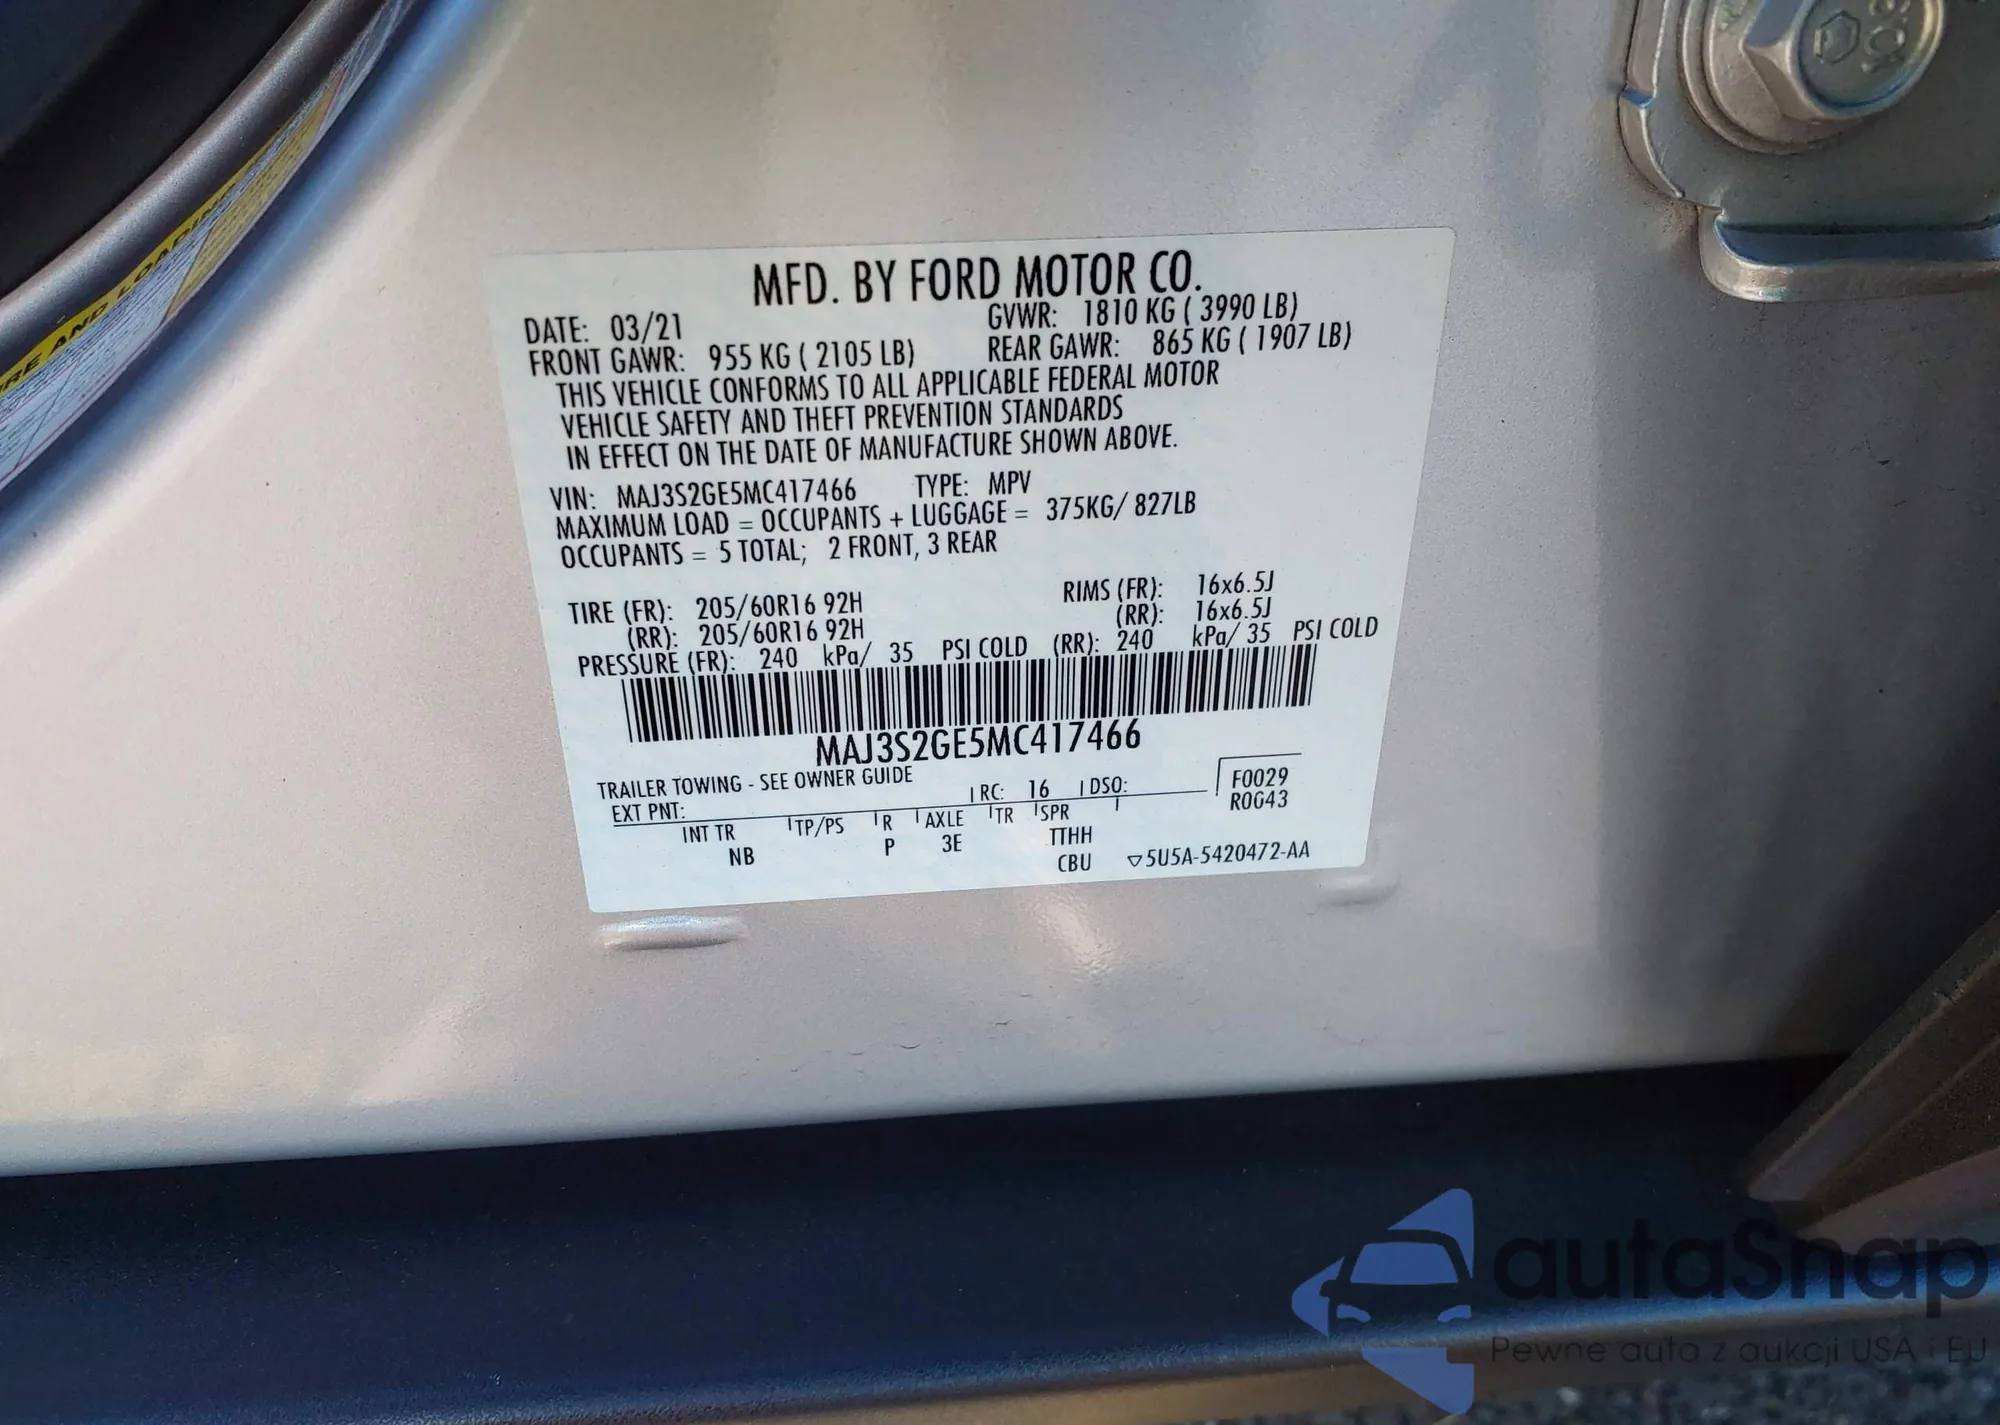 MFD. BY FORD MOTOR CO.
DATE: 03/21 GVWR: 1810 KG ( 3990 LB)
FRONT GAWR: 955 KG ( 2105 LB) REAR GAWR: 865 KG ( 1907 LB)
THIS VEHICLE CONFORMS TO ALL APPLICABLE FEDERAL MOTOR
VEHICLE SAFETY AND THEFT PREVENTION STANDARDS
IN EFFECT ON THE DATE OF MANUFACTURE SHOWN ABOVE.
VIN: MAJ3S2GE5MC417466 TYPE: MPV
MAXIMUM LOAD = OCCUPANTS + LUGGAGE = 375KG/ 827LB
OCCUPANTS = 5 TOTAL; 2 FRONT, 3 REAR
TIRE (FR): 205/60R16 92H RIMS (FR): 16x6.5J
(RR): 205/60R16 92H (RR): 16x6.5J
PRESSURE (FR): 240 kPa/ 35 PSI COLD (RR): 240 kPa/ 35 PSI COLD
MAJ3S2GE5MC417466
TRAILER TOWING - SEE OWNER GUIDE
EXT PNT: RC: 16 DSO: F0029
R0G43
INT TR TP/PS R AXLE TR SPR
NB P 3E TTHH
CBU ▽5U5A-5420472-AA
AND
autaSnap
Pewne auta z aukcji USA i EU